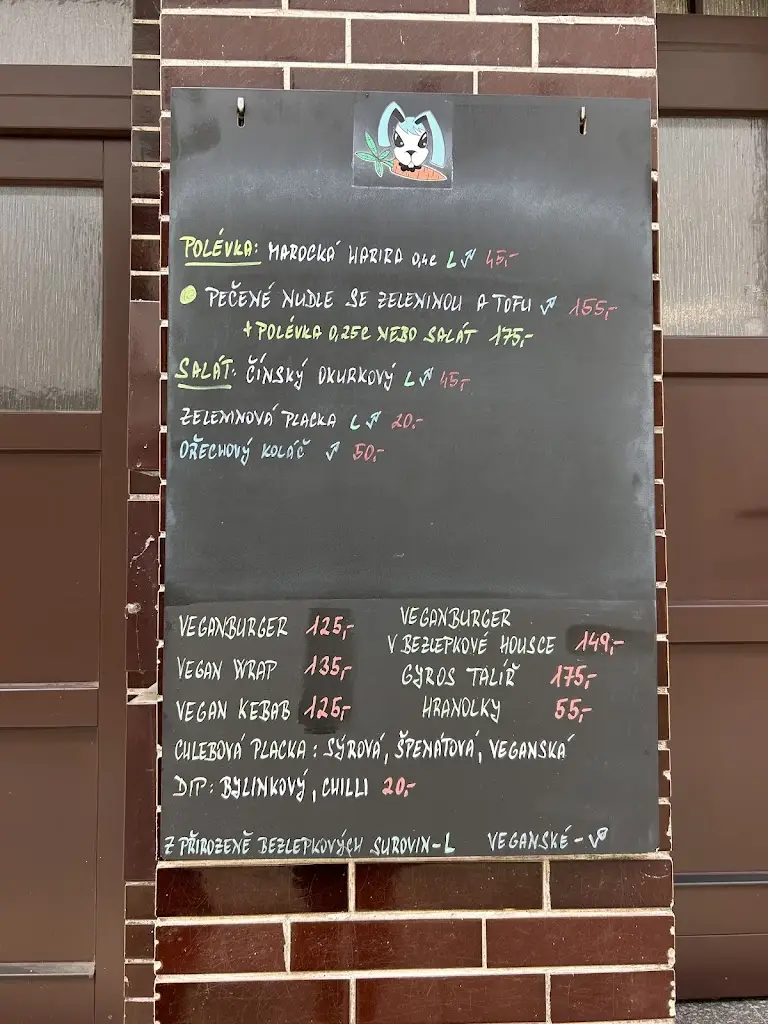 POLÉVKA: MAROCKÁ HARIRA 0,4l L V 45,-
PEČENÉ NUDLE SE ZELENINOU A TOFU V 155,-
+ POLÉVKA 0,25l NEBO SALÁT 175,-
SALÁT: ČÍNSKÝ OKURKOVÝ L V 45,-
ZELENINOVÁ PLACKA L V 20,-
OŘECHOVÝ KOLÁČ V 50,-
VEGANBURGER 125,-
VEGAN WRAP 135,-
VEGAN KEBAB 125,-
VEGANBURGER
V BEZLEPKOVÉ HOUSCE 149,-
GYROS TALÍŘ 175,-
HRANOLKY 55,-
CHLEBOVÁ PLACKA: SÝROVÁ, ŠPENÁTOVÁ, VEGANSKÁ
DIP: BYLINKOVÝ, CHILLI 20,-
Z PŘIROZENĚ BEZLEPKOVÝCH SUROVIN - L VEGANSKÉ - V